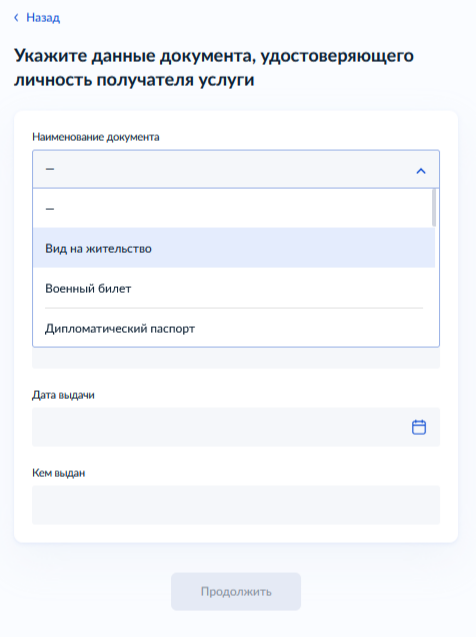 Назад
Укажите данные документа, удостоверяющего
личность получателя услуги
Наименование документа
—
—
Вид на жительство
Военный билет
Дипломатический паспорт
Дата выдачи
Кем выдан
Продолжить